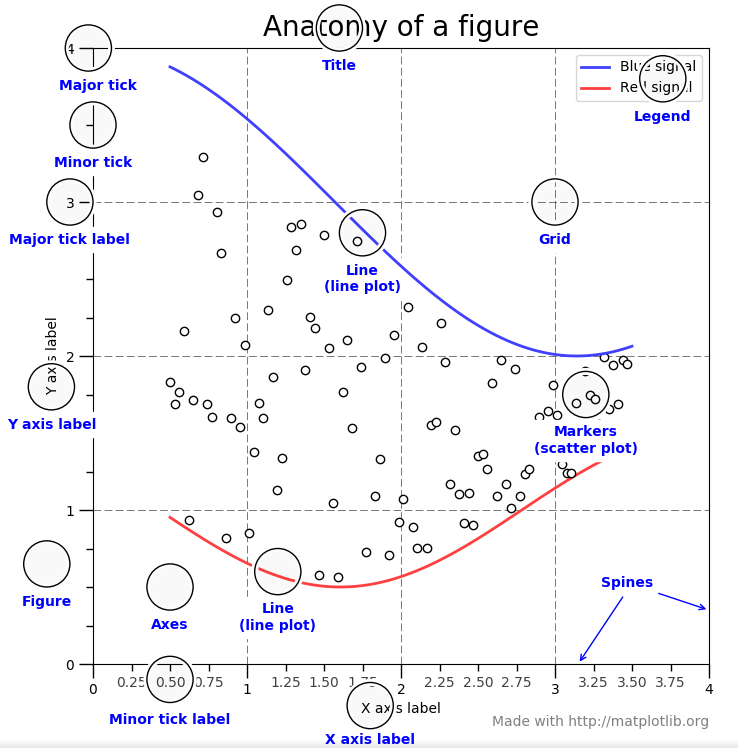 Anatomy of a figure
Title
4
Major tick
Blue signal
Red signal
Legend
Minor tick
3
Major tick label
Grid
Line
(line plot)
Y axis label
2
Y axis label
Markers
(scatter plot)
1
Figure
Axes
Line
(line plot)
Spines
0
0 0.25 0.50 0.75 1 1.25 1.50 1.75 2 2.25 2.50 2.75 3 3.25 3.50 4
Minor tick label
X axis label
X axis label
Made with http://matplotlib.org